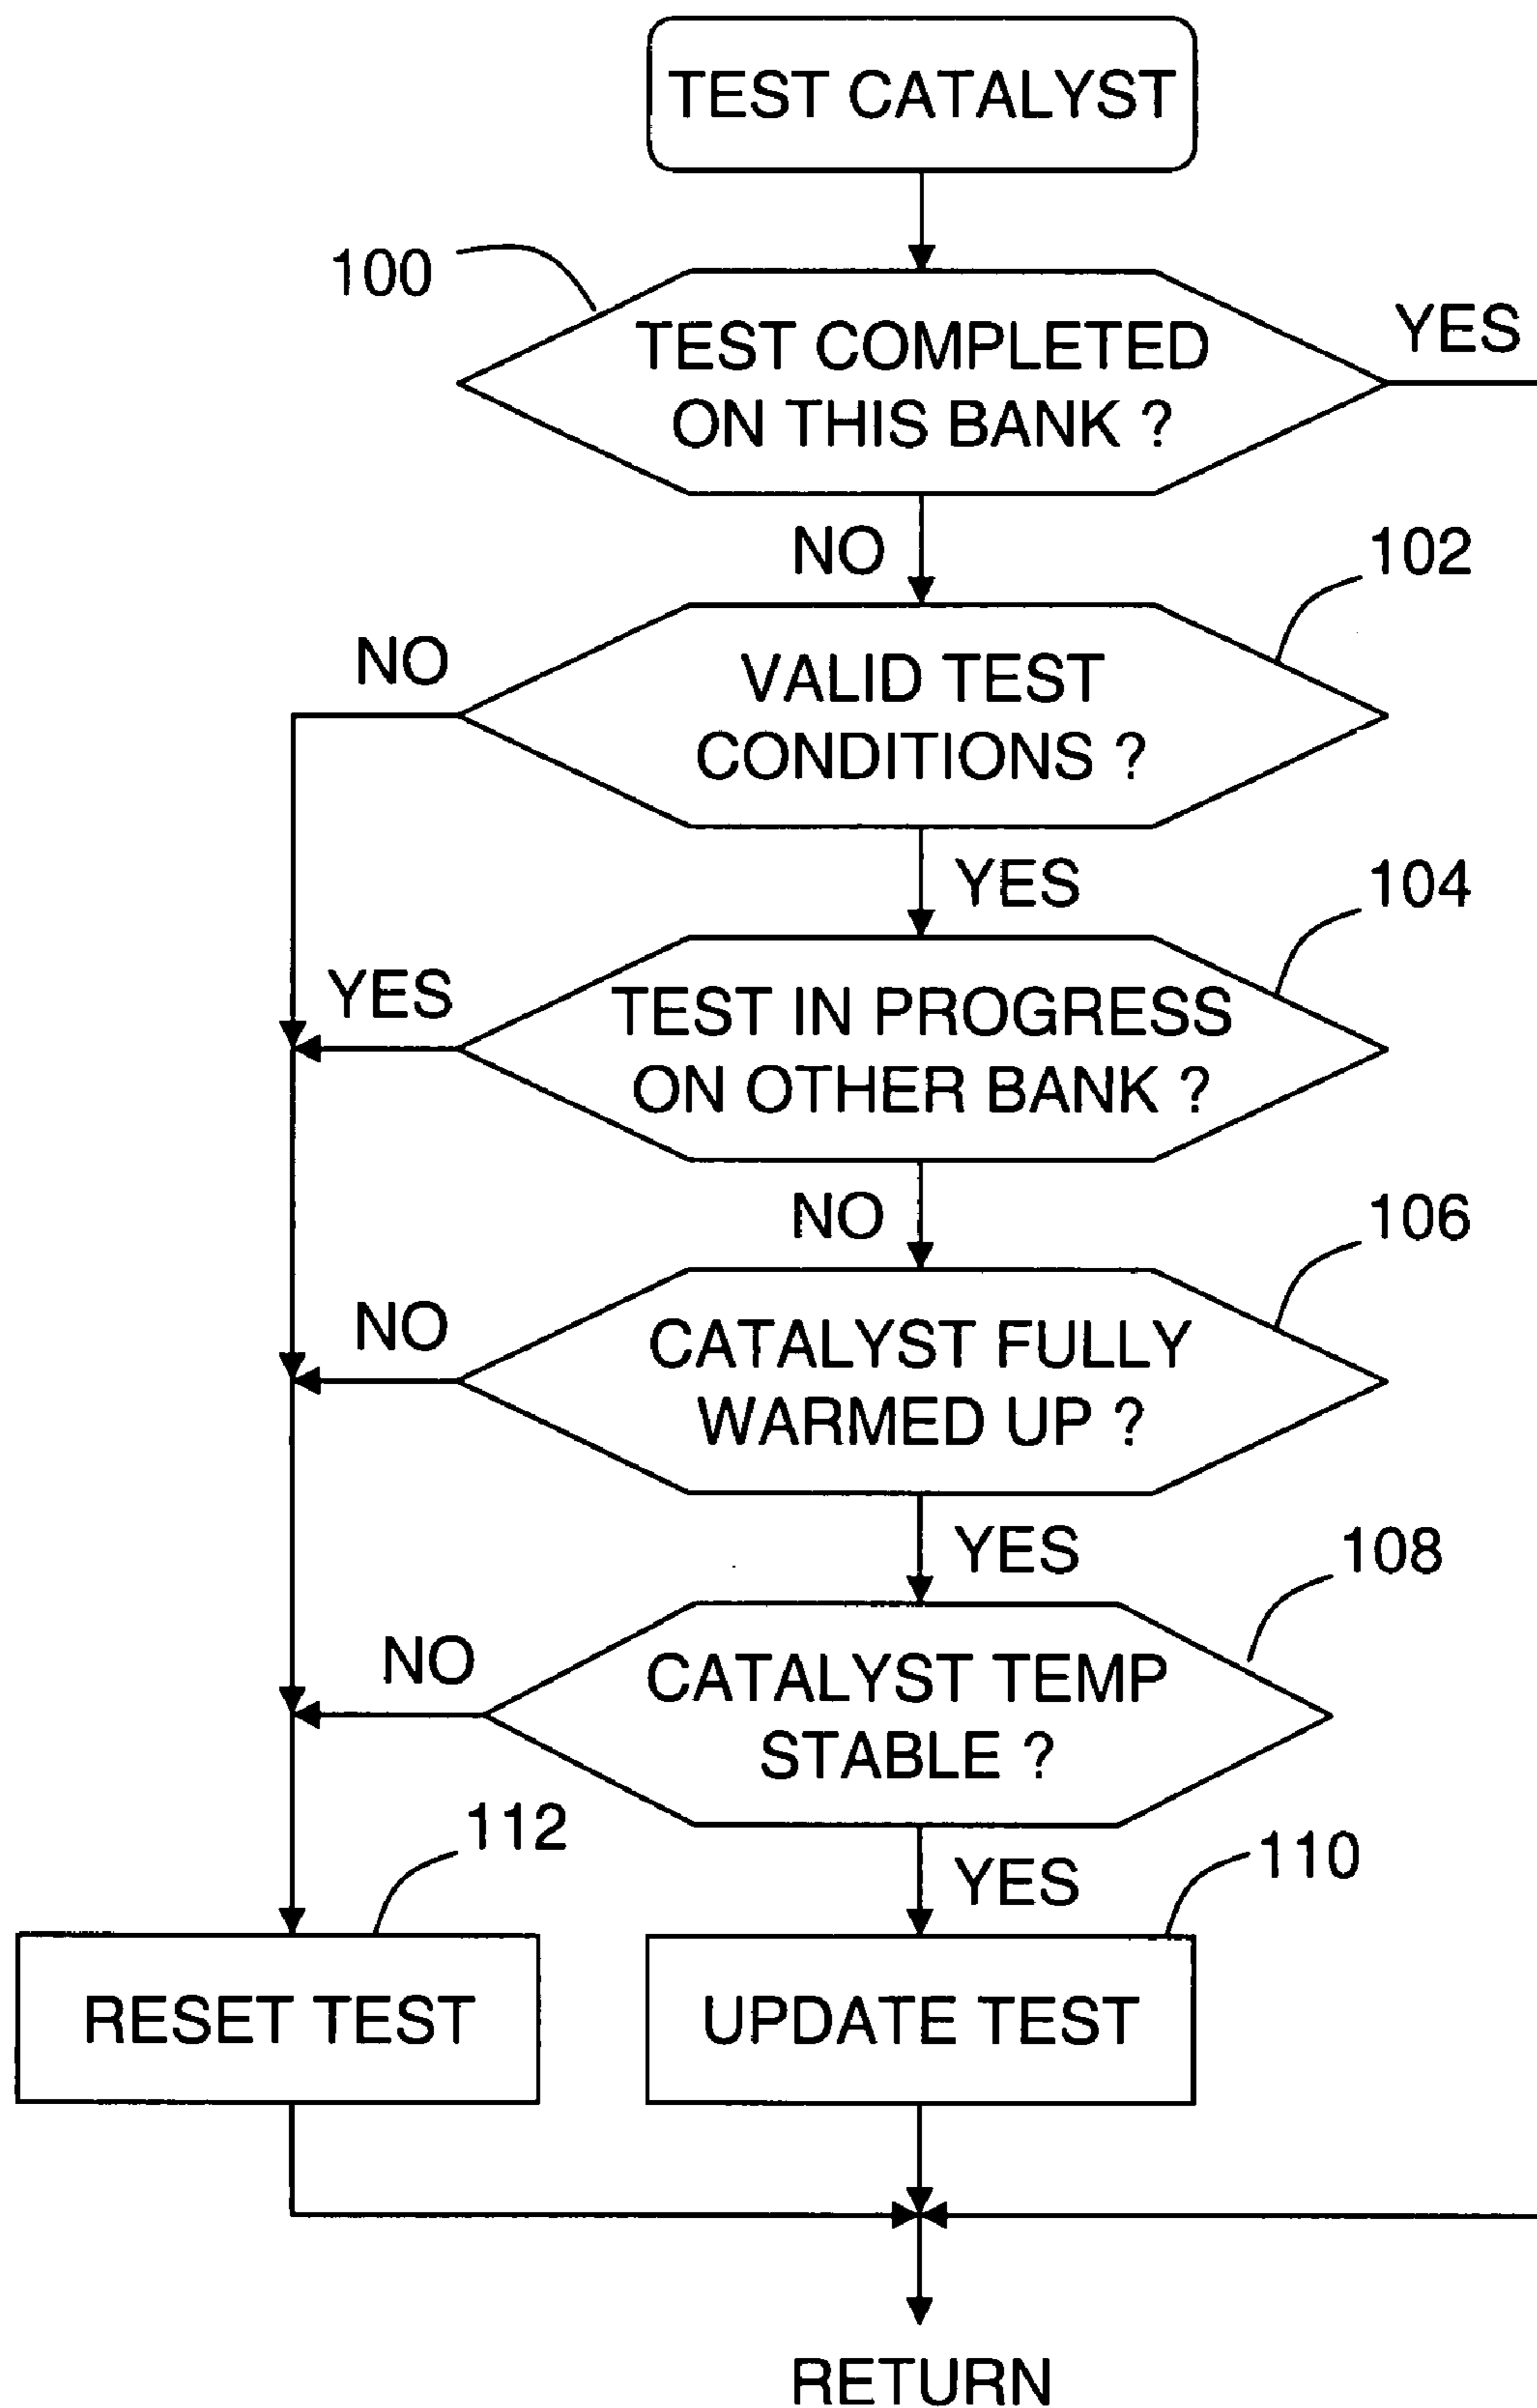 TEST CATALYST
100
TEST COMPLETED
ON THIS BANK ?
YES
NO
102
NO
VALID TEST
CONDITIONS ?
YES
104
YES
TEST IN PROGRESS
ON OTHER BANK ?
NO
106
NO
CATALYST FULLY
WARMED UP ?
YES
108
NO
CATALYST TEMP
STABLE ?
112
YES
110
RESET TEST
UPDATE TEST
RETURN